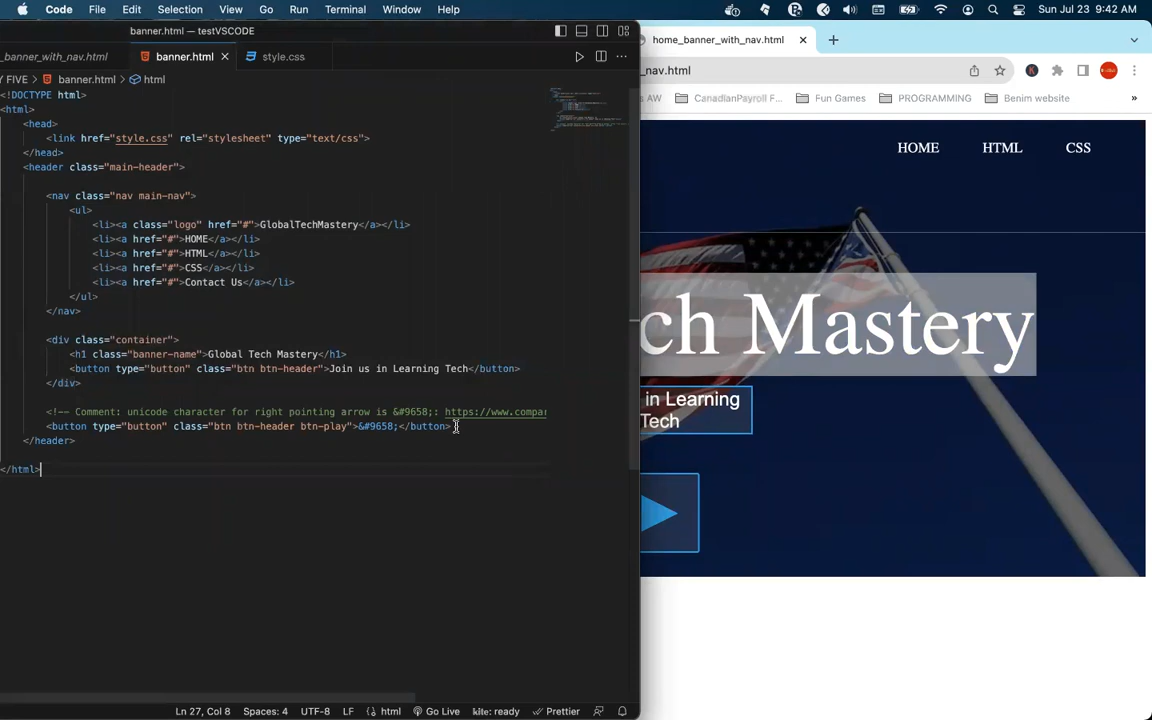 Code File Edit Selection View Go Run Terminal Window Help Sun Jul 23 9:42 AM
banner.html — testVSCODE
_banner_with_nav.html banner.html style.css
FIVE > banner.html > html
<!DOCTYPE html>
<html>
<head>
<link href="style.css" rel="stylesheet" type="text/css">
</head>
<header class="main-header">
<nav class="nav main-nav">
<ul>
<li><a class="logo" href="#">GlobalTechMastery</a></li>
<li><a href="#">HOME</a></li>
<li><a href="#">HTML</a></li>
<li><a href="#">CSS</a></li>
<li><a href="#">Contact Us</a></li>
</ul>
</nav>
<div class="container">
<h1 class="banner-name">Global Tech Mastery</h1>
<button type="button" class="btn btn-header">Join us in Learning Tech</button>
</div>
<!-- Comment: unicode character for right pointing arrow is &#9658;: https://www.compar
<button type="button" class="btn btn-header btn-play">&#9658;</button>
</header>
</html>
Ln 27, Col 8 Spaces: 4 UTF-8 LF html Go Live kite: ready Prettier
home_banner_with_nav.html
_nav.html
AW CanadianPayroll F... Fun Games PROGRAMMING Benim website »
HOME HTML CSS
ch Mastery
in Learning
Tech